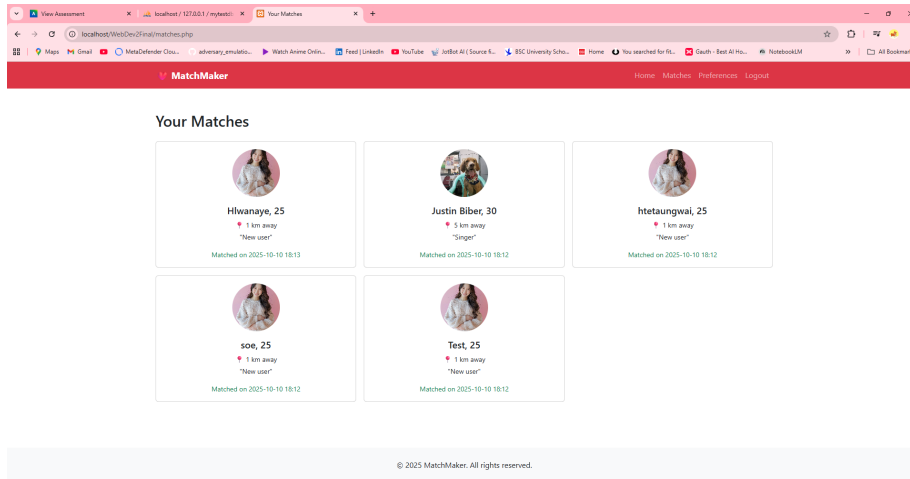 View Assessment
localhost / 127.0.0.1 / mytestdb
Your Matches
localhost/WebDev2Final/matches.php
Maps
Gmail
MetaDefender Clou...
adversary_emulatio...
Watch Anime Onlin...
Feed | LinkedIn
YouTube
JotBot AI ( Source fi...
BSC University Scho...
Home
You searched for fit...
Gauth - Best AI Ho...
NotebookLM
All Bookmar
MatchMaker
Home Matches Preferences Logout
Your Matches
Hlwanaye, 25
1 km away
"New user"
Matched on 2025-10-10 18:13
Justin Biber, 30
5 km away
"Singer"
Matched on 2025-10-10 18:12
htetaungwai, 25
1 km away
"New user"
Matched on 2025-10-10 18:12
soe, 25
1 km away
"New user"
Matched on 2025-10-10 18:12
Test, 25
1 km away
"New user"
Matched on 2025-10-10 18:12
© 2025 MatchMaker. All rights reserved.